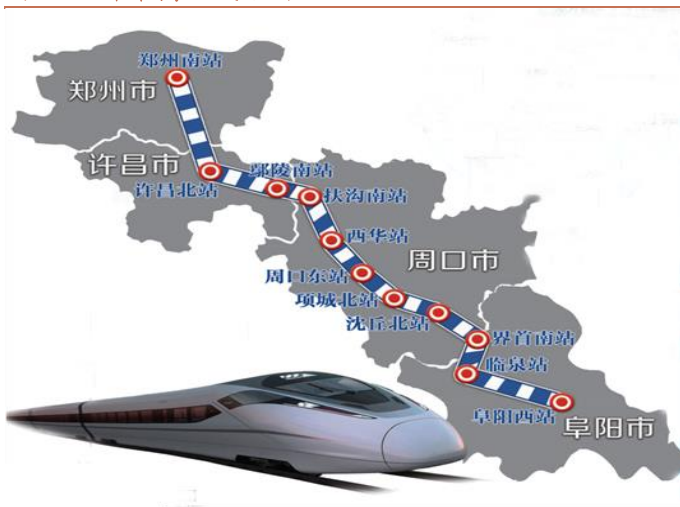 郑州南站
郑州市
许昌市
鄢陵南站
许昌北站
扶沟南站
西华站
周口市
周口东站
项城北站
沈丘北站
界首南站
临泉站
阜阳西站
阜阳市